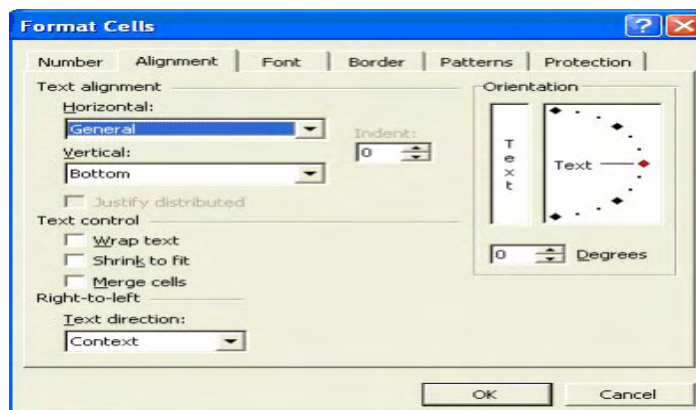 Format Cells
Number Alignment Font Border Patterns Protection
Text alignment
Horizontal:
General
Indent:
0
Vertical:
Bottom
Justify distributed
Text control
Wrap text
Shrink to fit
Merge cells
Right-to-left
Text direction:
Context
Orientation
Text
Text
0 Degrees
OK Cancel